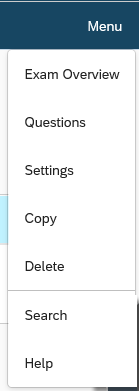 Menu
Exam Overview
Questions
Settings
Copy
Delete
Search
Help